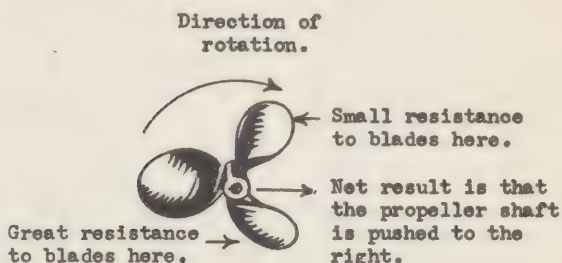 Direction of
rotation.
Small resistance
to blades here.
Net result is that
the propeller shaft
is pushed to the
right.
Great resistance
to blades here.